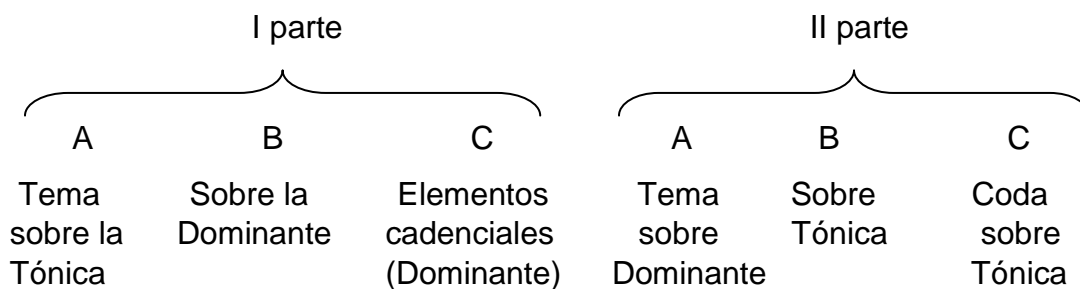 I parte II parte
A B C A B C
Tema Sobre la Elementos Tema Sobre Coda
sobre la Dominante cadenciales sobre Tónica sobre
Tónica (Dominante) Dominante Tónica